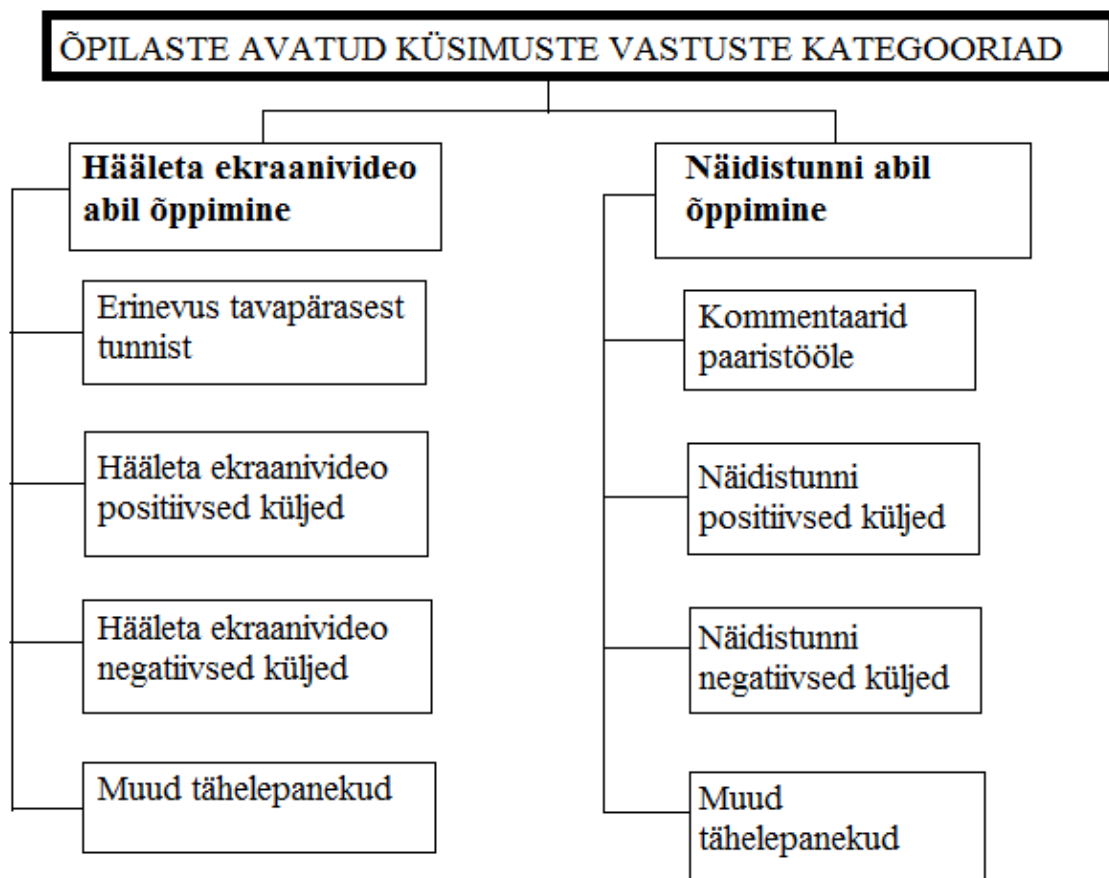 ÕPILASTE AVATUD KÜSIMUSTE VASTUSTE KATEGOORIAD
Hääleta ekraanivideo
abil õppimine
Erinevus tavapärasest
tunnist
Hääleta ekraanivideo
positiivsed küljed
Hääleta ekraanivideo
negatiivsed küljed
Muud tähelepanekud
Näidistunni abil
õppimine
Kommentaarid
paaristööle
Näidistunni
positiivsed küljed
Näidistunni
negatiivsed küljed
Muud
tähelepanekud